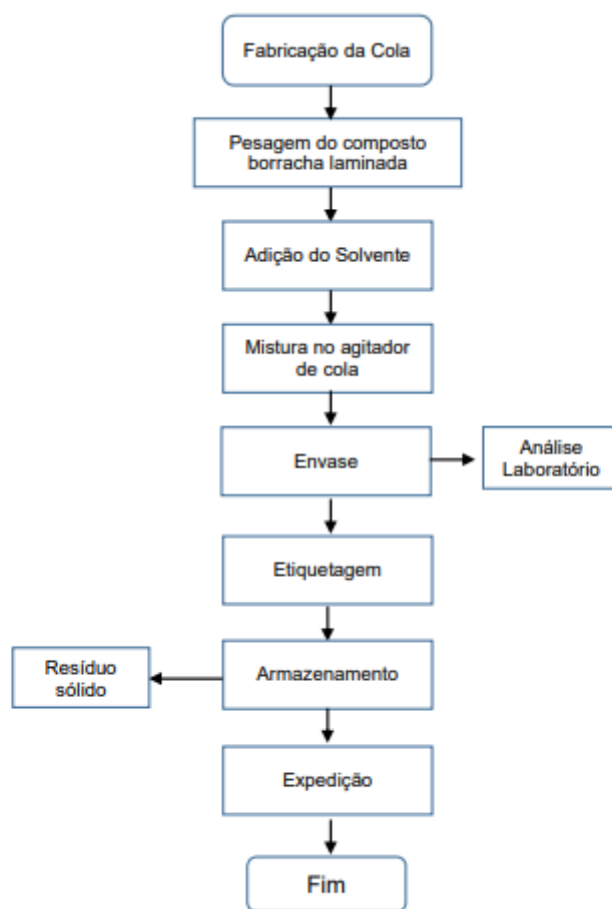 Fabricação da Cola
Pesagem do composto
borracha laminada
Adição do Solvente
Mistura no agitador
de cola
Envase
Análise
Laboratório
Etiquetagem
Resíduo
sólido
Armazenamento
Expedição
Fim